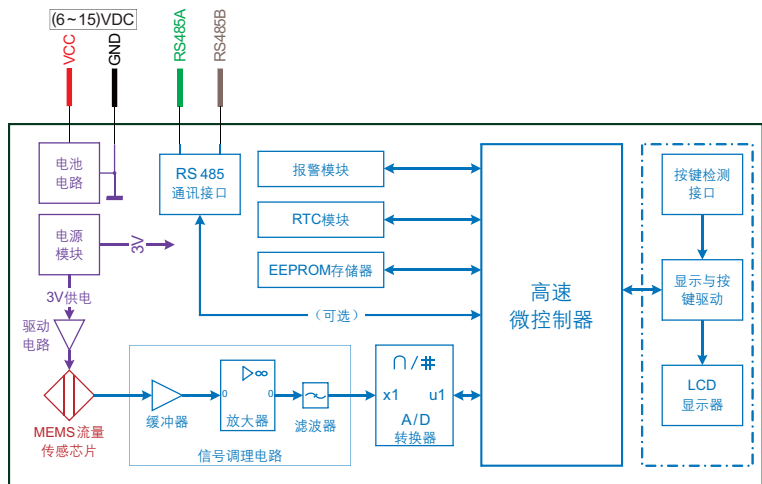 (6~15)VDC
VCC
GND
RS485A
RS485B
电池
电路
RS 485
通讯接口
报警模块
按键检测
接口
电源
模块
3V
RTC模块
EEPROM存储器
高速
微控制器
显示与按
键驱动
3V供电
(可选)
驱动
电路
LCD
显示器
MEMS流量
传感芯片
缓冲器
▷∞
0
0
放大器
滤波器
∩/#
x1
u1
A/D
转换器
信号调理电路